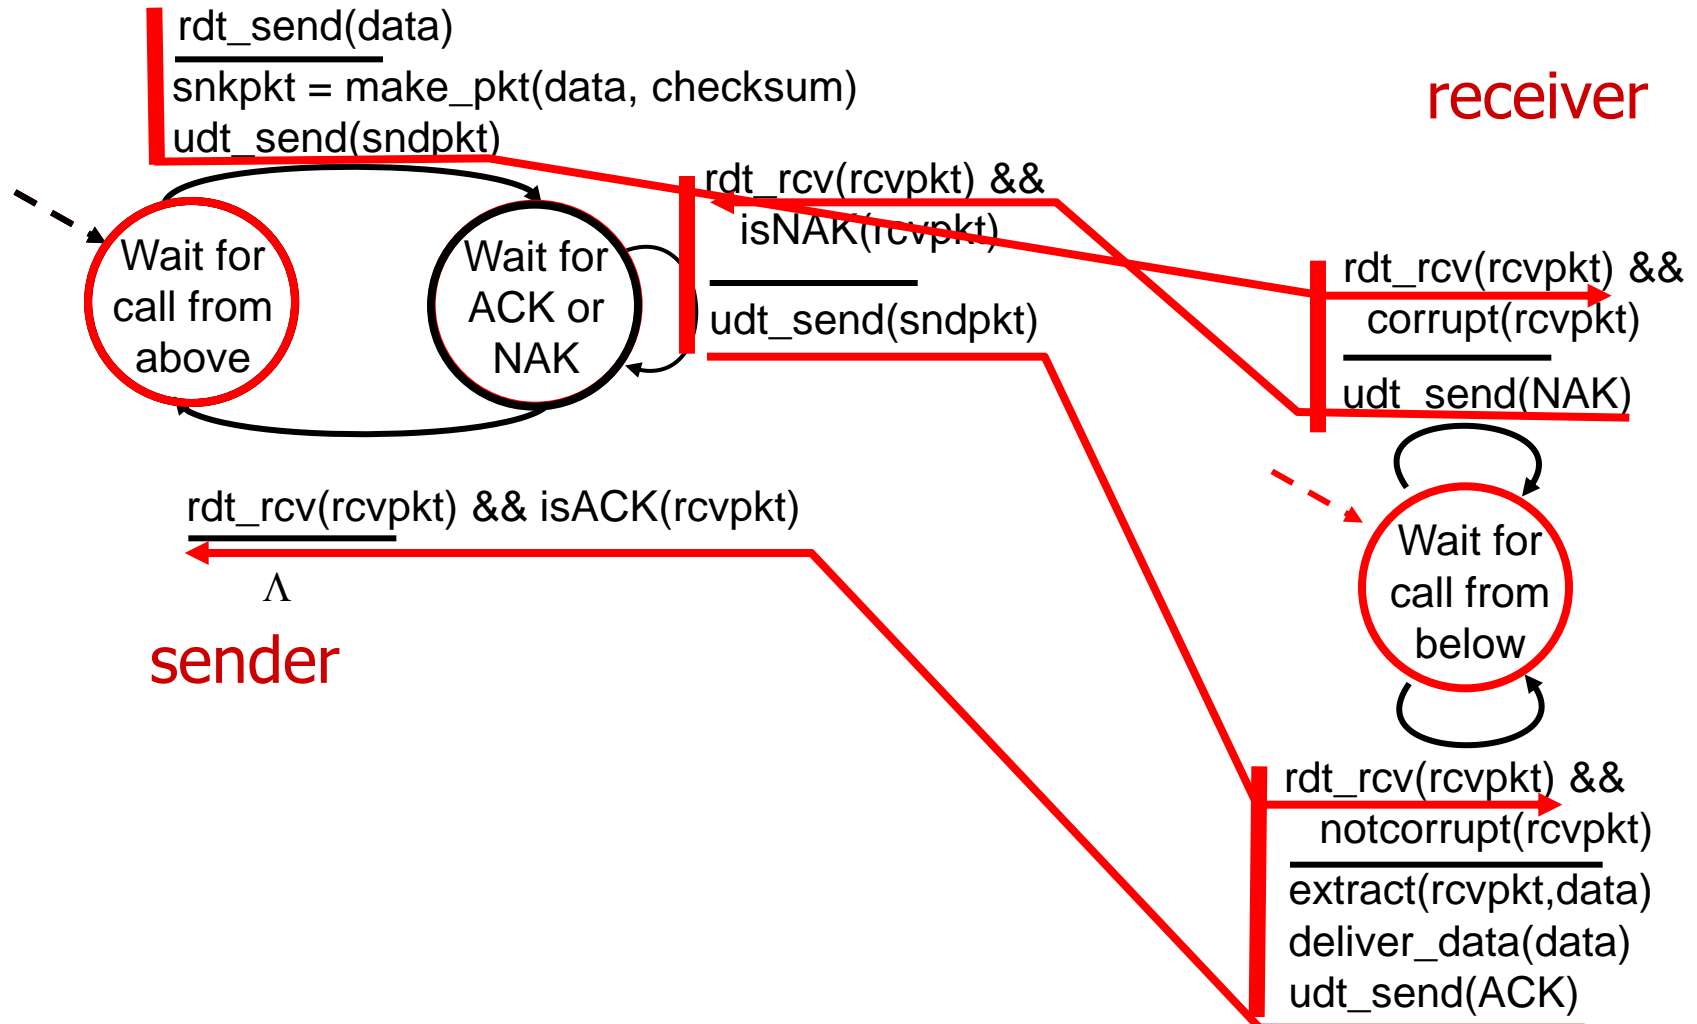 rdt_send(data)
snkpkt = make_pkt(data, checksum)
udt_send(sndpkt)
receiver
rdt_rcv(rcvpkt) &&
isNAK(rcvpkt)
udt_send(sndpkt)
Wait for
call from
above
Wait for
ACK or
NAK
rdt_rcv(rcvpkt) &&
corrupt(rcvpkt)
udt_send(NAK)
rdt_rcv(rcvpkt) && isACK(rcvpkt)
Λ
sender
Wait for
call from
below
rdt_rcv(rcvpkt) &&
notcorrupt(rcvpkt)
extract(rcvpkt,data)
deliver_data(data)
udt_send(ACK)